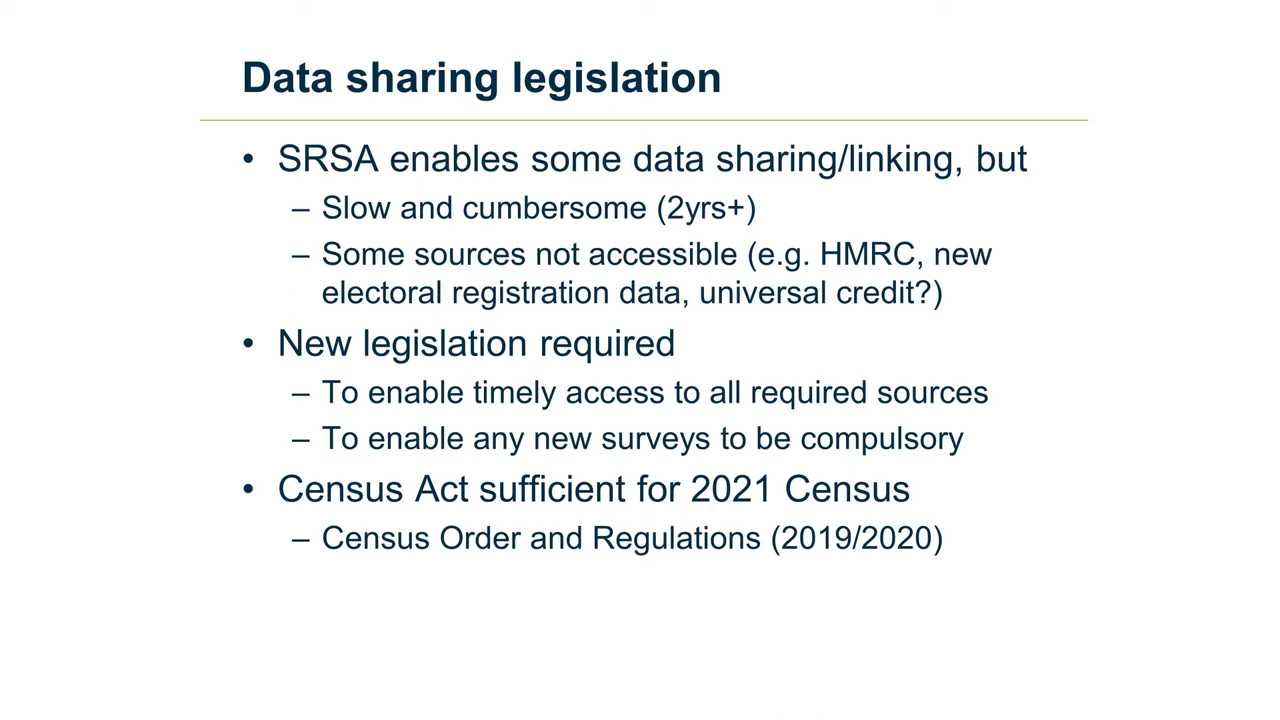 Data sharing legislation
• SRSA enables some data sharing/linking, but
– Slow and cumbersome (2yrs+)
– Some sources not accessible (e.g. HMRC, new
electoral registration data, universal credit?)
• New legislation required
– To enable timely access to all required sources
– To enable any new surveys to be compulsory
• Census Act sufficient for 2021 Census
– Census Order and Regulations (2019/2020)